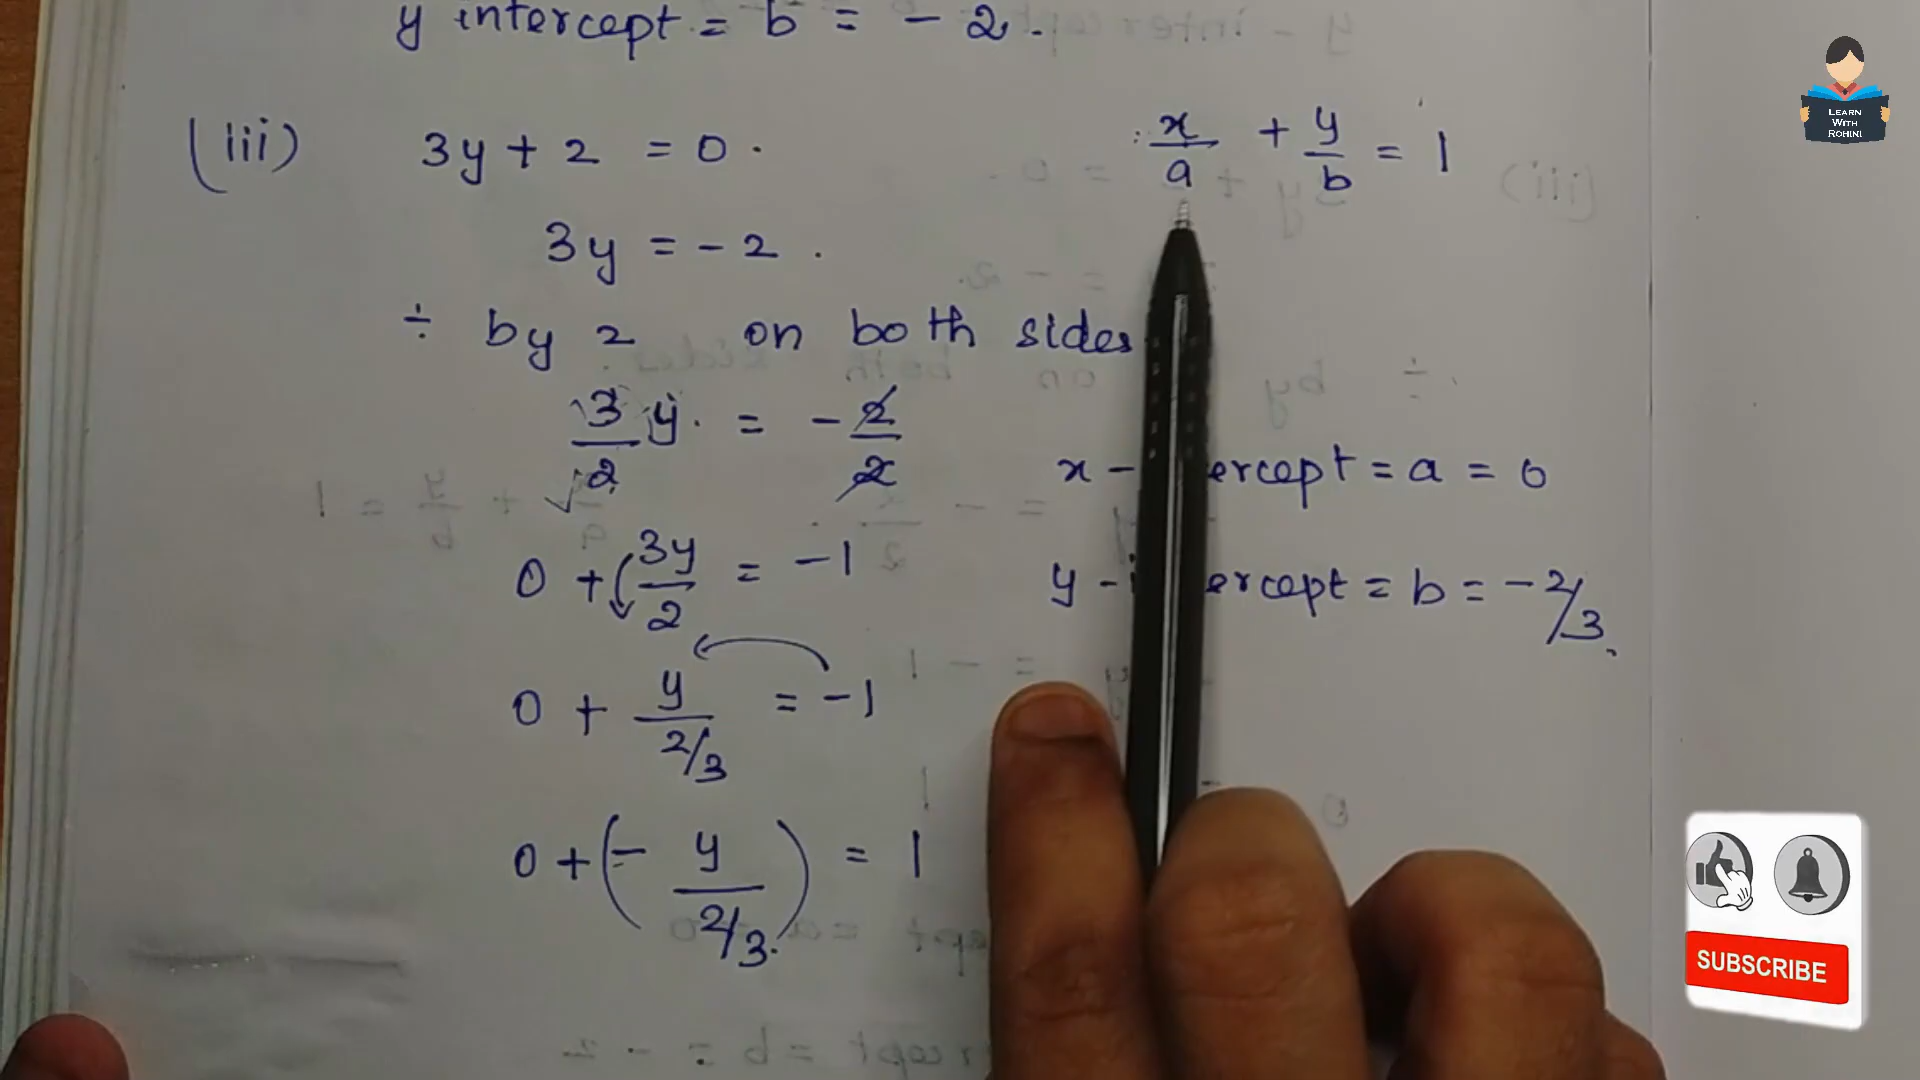 y intercept = b = - 2.
(iii) 3y + 2 = 0.
3y = - 2.
÷ by 2 on both sides
3/2 y = - 2/2
0 + 3y/2 = - 1
0 + y/(2/3) = - 1
0 + (- y/(2/3)) = 1
x/a + y/b = 1
x - ercept = a = 0
y - ercept = b = - 2/3.
LEARN
WITH
ROHINI
SUBSCRIBE